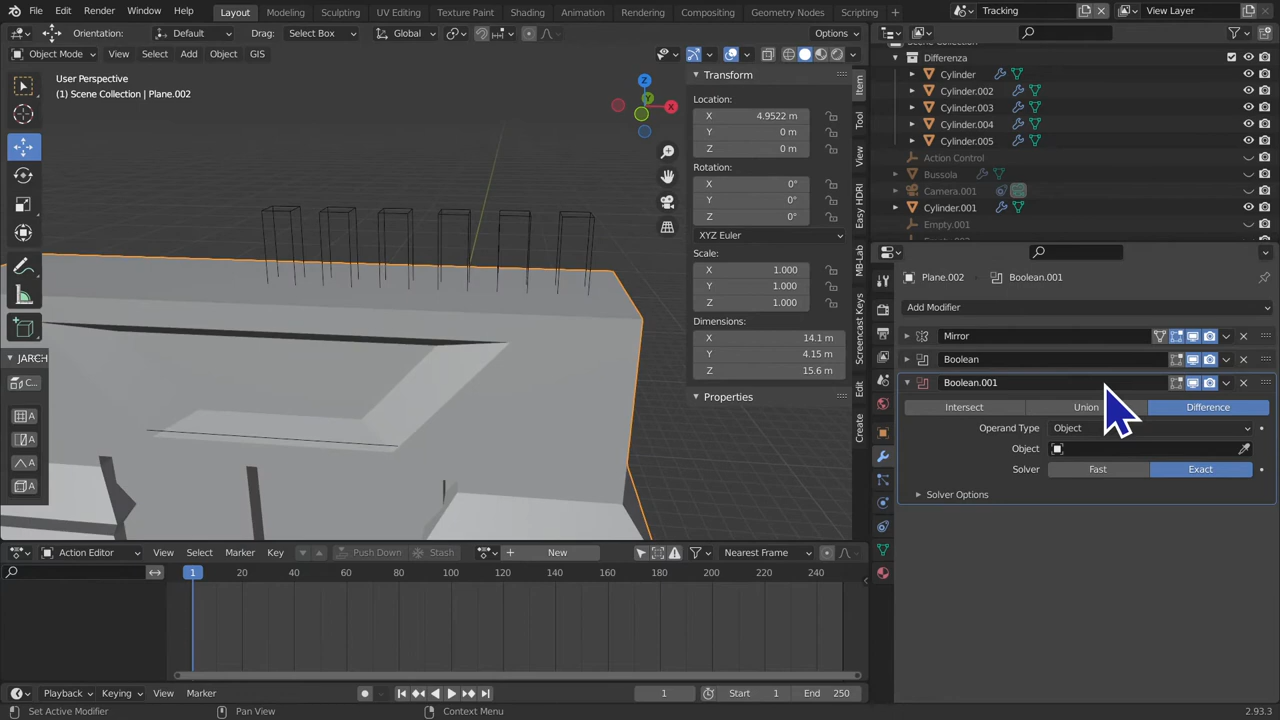 File Edit Render Window Help Layout Modeling Sculpting UV Editing Texture Paint Shading Animation Rendering Compositing Geometry Nodes Scripting + Tracking View Layer
Orientation: Default Drag: Select Box Global Options
Object Mode View Select Add Object GIS
User Perspective
(1) Scene Collection | Plane.002
Z
Y
X
JARCH
C...
A
A
A
A
Transform
Location:
X 4.9522 m
Y 0 m
Z 0 m
Rotation:
X 0°
Y 0°
Z 0°
XYZ Euler
Scale:
X 1.000
Y 1.000
Z 1.000
Dimensions:
X 14.1 m
Y 4.15 m
Z 15.6 m
Properties
Item
Tool
View
Easy HDRI
MB-Lab
Screencast Keys
Edit
Create
Scene Collection
Differenza
Cylinder
Cylinder.002
Cylinder.003
Cylinder.004
Cylinder.005
Action Control
Bussola
Camera.001
Cylinder.001
Empty.001
Plane.002 Boolean.001
Add Modifier
Mirror
Boolean
Boolean.001
Intersect Union Difference
Operand Type Object
Object
Solver Fast Exact
Solver Options
Action Editor View Select Marker Key Push Down Stash New Nearest Frame
1 20 40 60 80 100 120 140 160 180 200 220 240
Playback Keying View Marker 1 Start 1 End 250
Set Active Modifier Pan View Context Menu 2.93.3